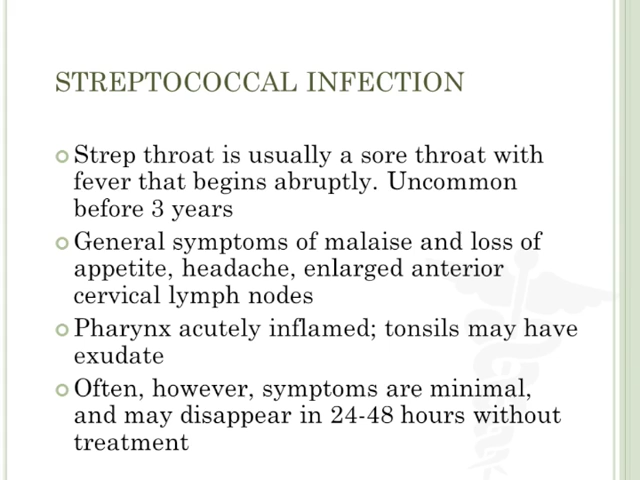 STREPTOCOCCAL INFECTION
Strep throat is usually a sore throat with
fever that begins abruptly. Uncommon
before 3 years
General symptoms of malaise and loss of
appetite, headache, enlarged anterior
cervical lymph nodes
Pharynx acutely inflamed; tonsils may have
exudate
Often, however, symptoms are minimal,
and may disappear in 24-48 hours without
treatment